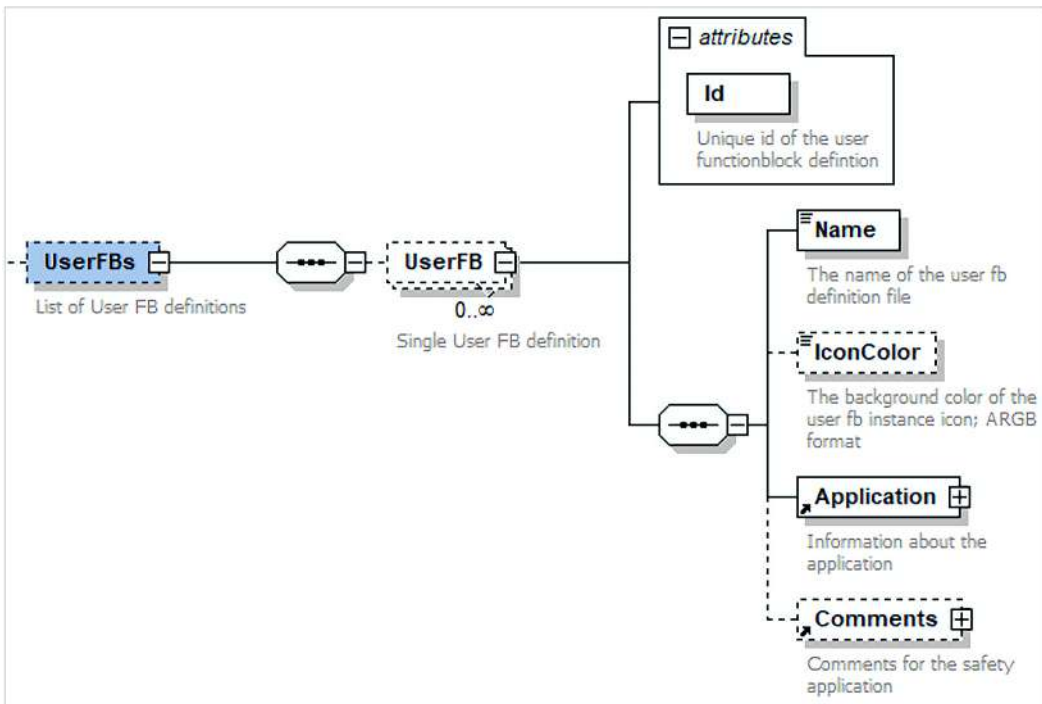 attributes
Id
Unique id of the user
functionblock defintion
UserFBs
List of User FB definitions
UserFB
0..∞
Single User FB definition
Name
The name of the user fb
definition file
IconColor
The background color of the
user fb instance icon; ARGB
format
Application
Information about the
application
Comments
Comments for the safety
application